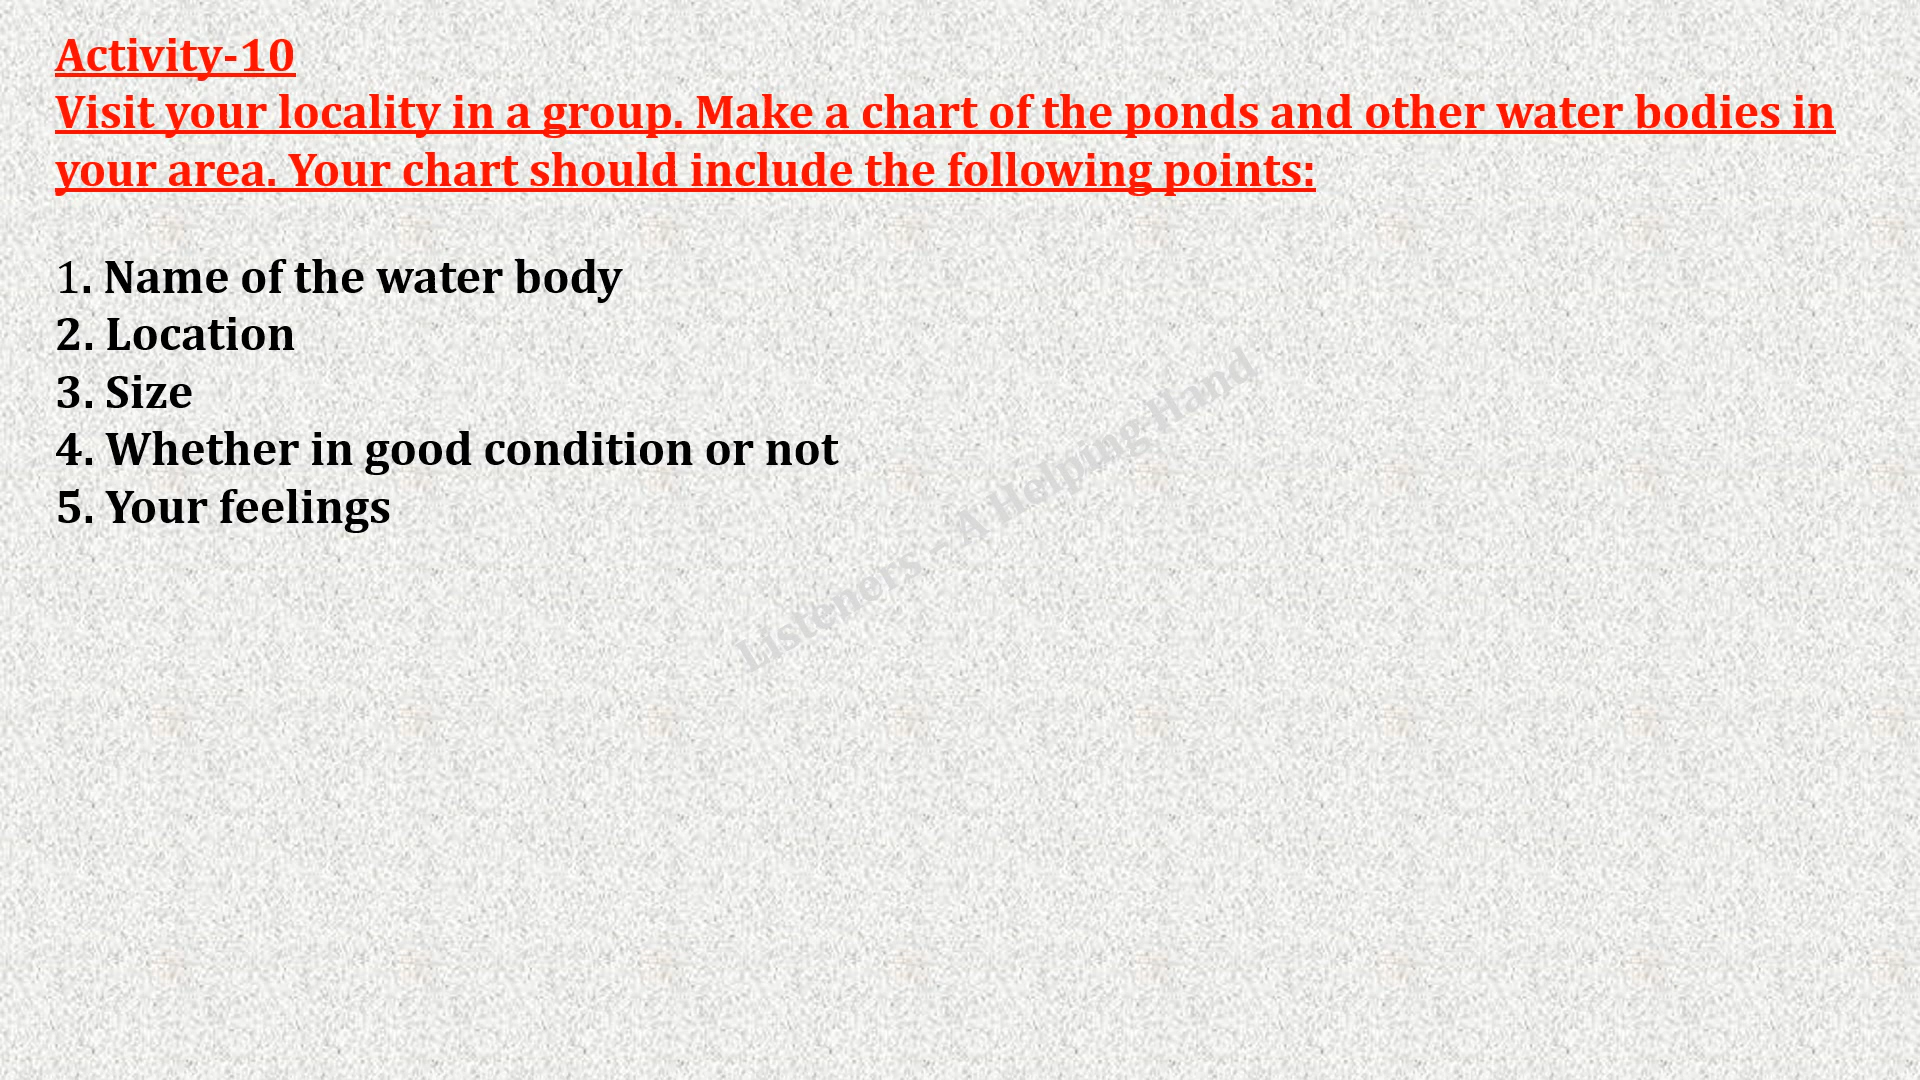 Activity-10
Visit your locality in a group. Make a chart of the ponds and other water bodies in
your area. Your chart should include the following points:
1. Name of the water body
2. Location
3. Size
4. Whether in good condition or not
5. Your feelings
Listeners - A Helping Hand